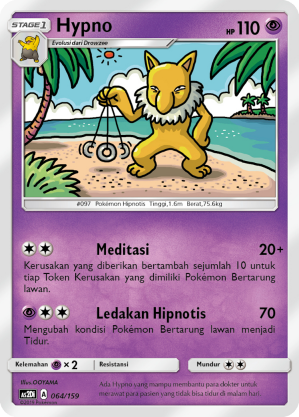 STAGE 1 Hypno HP 110
Evolusi dari Drowzee
#097 Pokémon Hipnotis Tinggi,1.6m Berat,75.6kg
Meditasi 20+
Kerusakan yang diberikan bertambah sejumlah 10 untuk
tiap Token Kerusakan yang dimiliki Pokémon Bertarung
lawan.
Ledakan Hipnotis 70
Mengubah kondisi Pokémon Bertarung lawan menjadi
Tidur.
Kelemahan × 2 Resistansi Mundur
Illus.OOYAMA
A 064/159
Ada Hypno yang mampu membantu para dokter untuk
merawat para pasien yang tidak bisa tidur di malam hari.